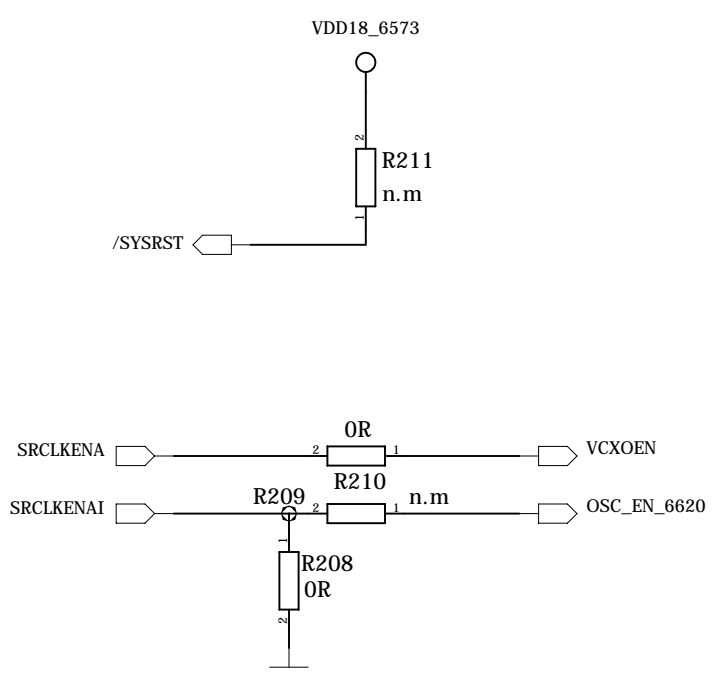 VDD18_6573
2
R211
n.m
1
/SYSRST
0R
SRCLKENA
2
1
VCXOEN
R210
R209
n.m
SRCLKENAI
2
1
OSC_EN_6620
1
R208
0R
2